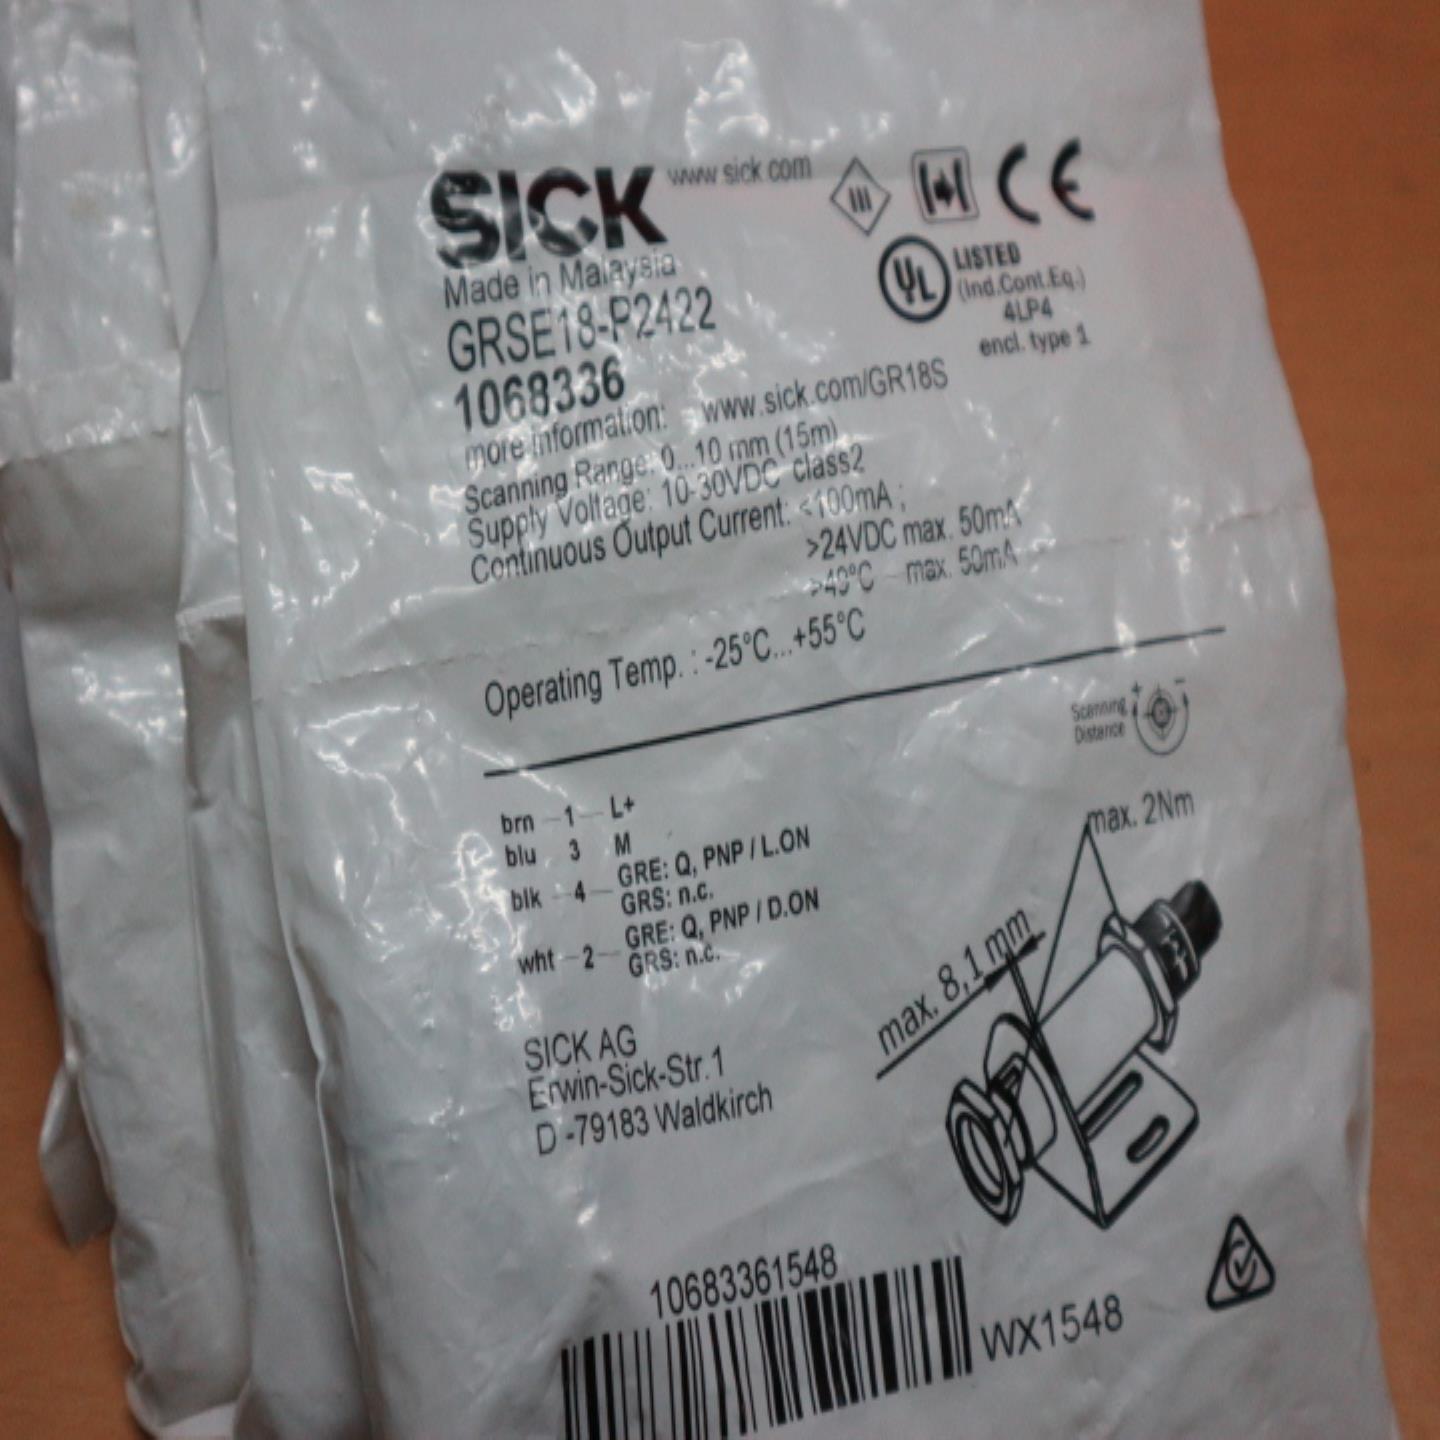 SICK www.sick.com
III
CE
UL LISTED
(Ind.Cont.Eq.)
4LP4
encl. type 1
Made in Malaysia
GRSE18-P2422
1068336
more information: www.sick.com/GR18S
Scanning Range: 0...10 mm (15m)
Supply Voltage: 10-30VDC class2
Continuous Output Current: <100mA ;
>24VDC max. 50mA
>40°C max. 50mA
Operating Temp. : -25°C...+55°C
Scanning
Distance
+ -
brn 1 L+
blu 3 M
blk 4 GRE: Q, PNP / L.ON
GRS: n.c.
wht 2 GRE: Q, PNP / D.ON
GRS: n.c.
max. 2Nm
max. 8,1 mm
SICK AG
Erwin-Sick-Str.1
D -79183 Waldkirch
10683361548
WX1548